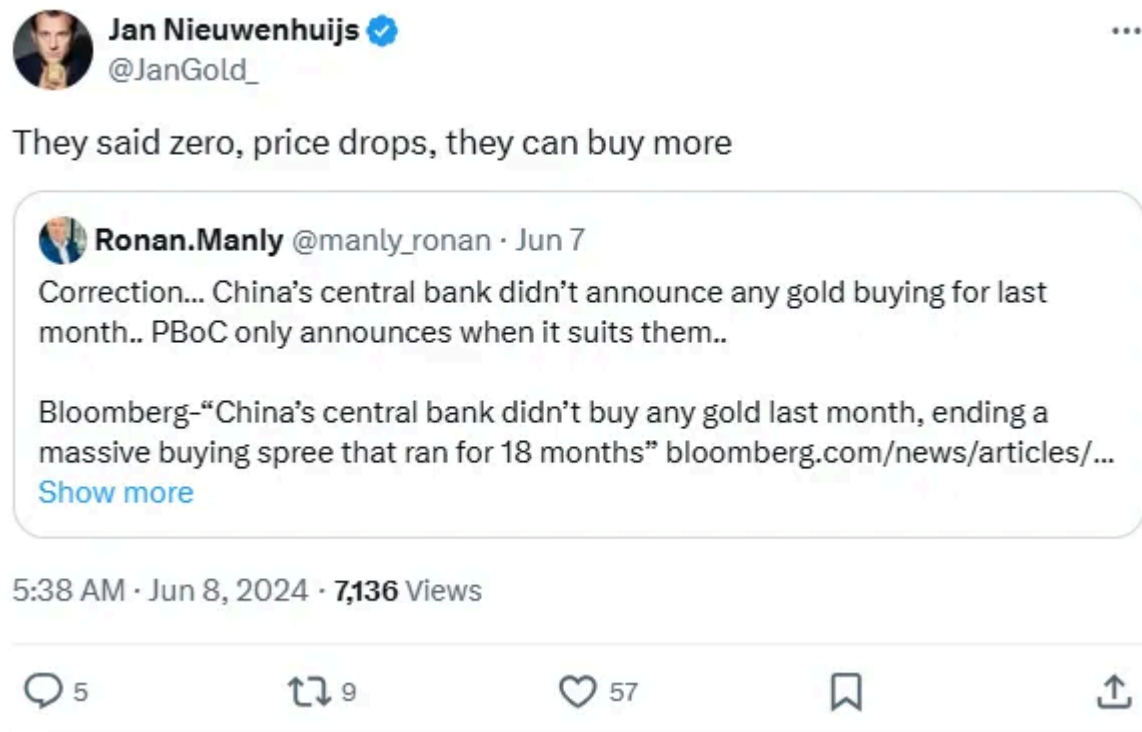 Jan Nieuwenhuijs
@JanGold_
They said zero, price drops, they can buy more
Ronan.Manly @manly_ronan · Jun 7
Correction... China’s central bank didn’t announce any gold buying for last
month.. PBoC only announces when it suits them..
Bloomberg-“China’s central bank didn’t buy any gold last month, ending a
massive buying spree that ran for 18 months” bloomberg.com/news/articles/...
Show more
5:38 AM · Jun 8, 2024 · 7,136 Views
5 9 57